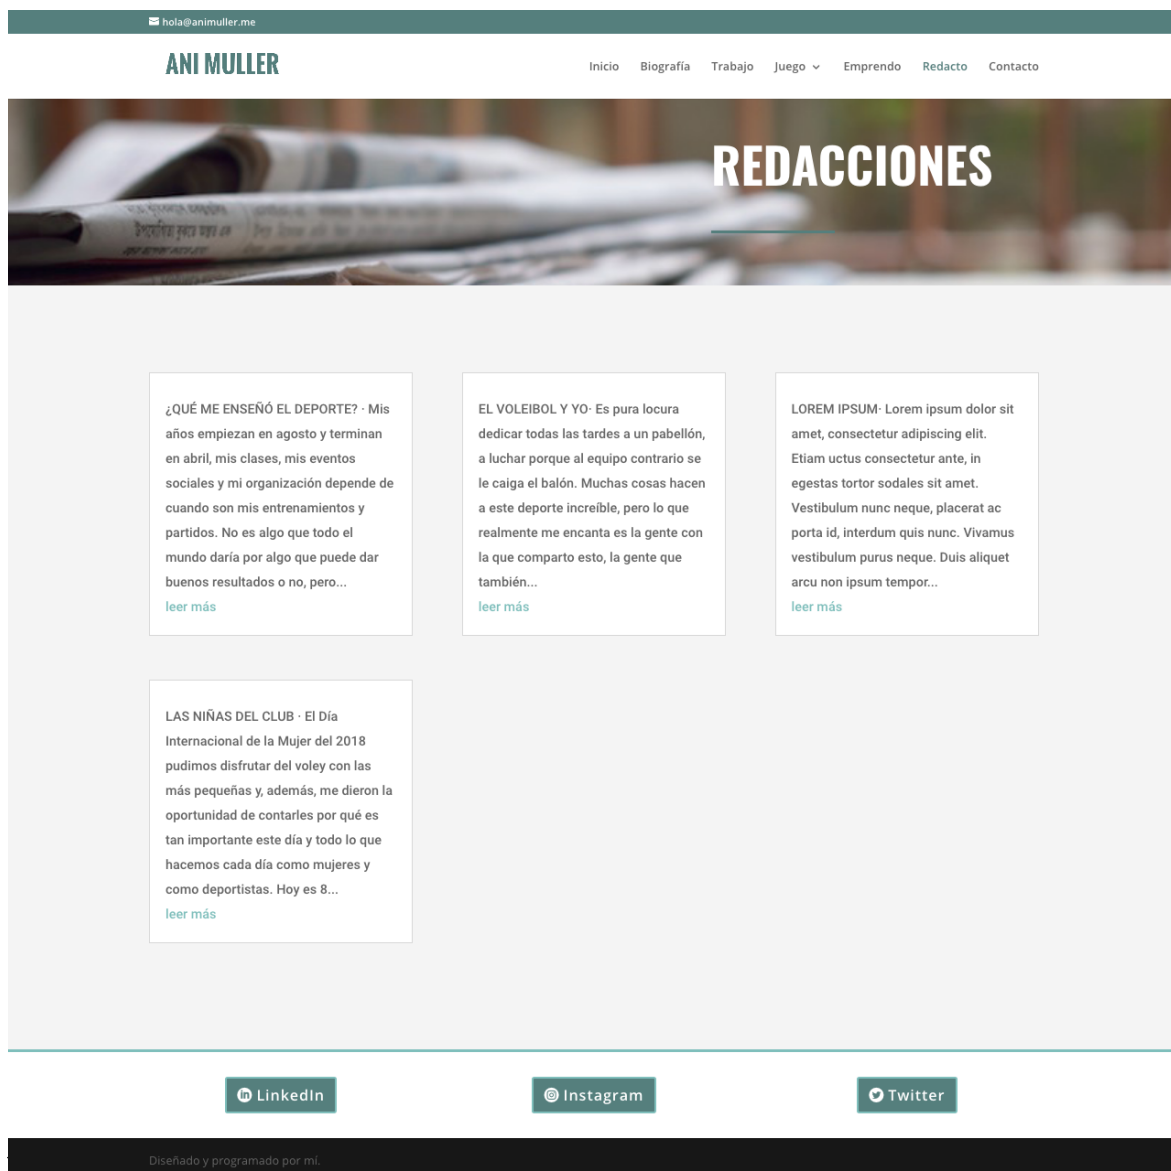 hola@animuller.me
ANI MULLER
Inicio Biografía Trabajo Juego Emprendo Redacto Contacto
REDACCIONES
¿QUÉ ME ENSEÑÓ EL DEPORTE? · Mis
años empiezan en agosto y terminan
en abril, mis clases, mis eventos
sociales y mi organización depende de
cuando son mis entrenamientos y
partidos. No es algo que todo el
mundo daría por algo que puede dar
buenos resultados o no, pero...
leer más
EL VOLEIBOL Y YO· Es pura locura
dedicar todas las tardes a un pabellón,
a luchar porque al equipo contrario se
le caiga el balón. Muchas cosas hacen
a este deporte increíble, pero lo que
realmente me encanta es la gente con
la que comparto esto, la gente que
también...
leer más
LOREM IPSUM· Lorem ipsum dolor sit
amet, consectetur adipiscing elit.
Etiam uctus consectetur ante, in
egestas tortor sodales sit amet.
Vestibulum nunc neque, placerat ac
porta id, interdum quis nunc. Vivamus
vestibulum purus neque. Duis aliquet
arcu non ipsum tempor...
leer más
LAS NIÑAS DEL CLUB · El Día
Internacional de la Mujer del 2018
pudimos disfrutar del voley con las
más pequeñas y, además, me dieron la
oportunidad de contarles por qué es
tan importante este día y todo lo que
hacemos cada día como mujeres y
como deportistas. Hoy es 8...
leer más
LinkedIn
Instagram
Twitter
Diseñado y programado por mí.